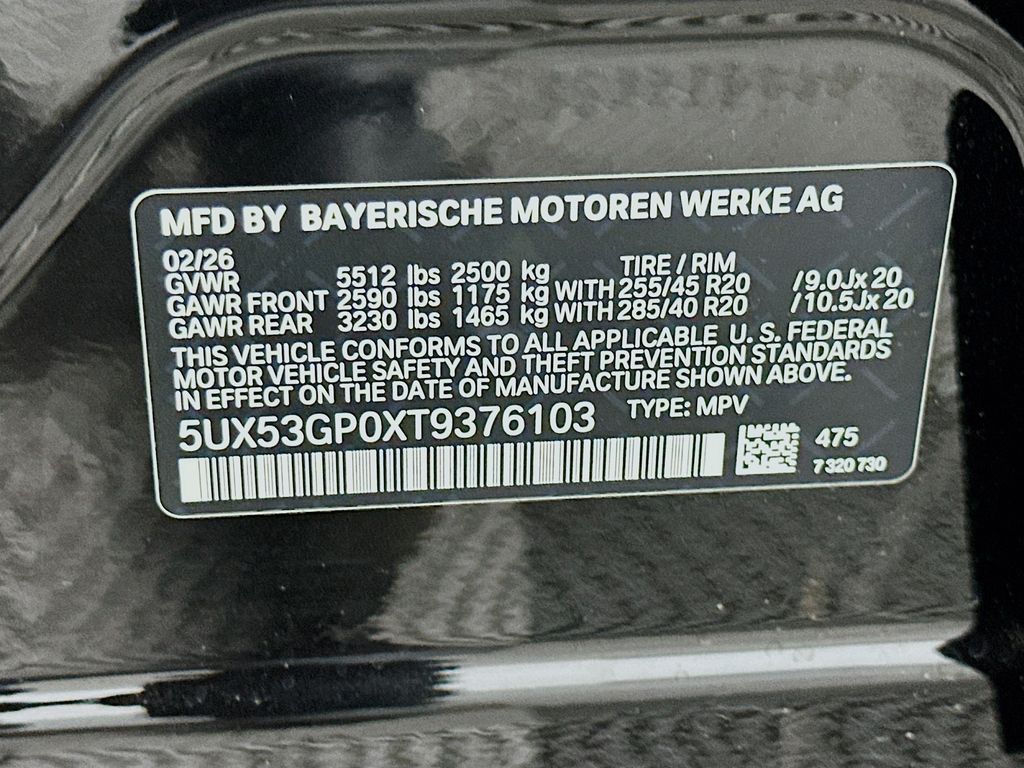 MFD BY BAYERISCHE MOTOREN WERKE AG
02/26 TIRE / RIM
GVWR 5512 lbs 2500 kg
GAWR FRONT 2590 lbs 1175 kg WITH 255/45 R20 /9.0Jx20
GAWR REAR 3230 lbs 1465 kg WITH 285/40 R20 /10.5Jx20
THIS VEHICLE CONFORMS TO ALL APPLICABLE U.S. FEDERAL
MOTOR VEHICLE SAFETY AND THEFT PREVENTION STANDARDS
IN EFFECT ON THE DATE OF MANUFACTURE SHOWN ABOVE.
5UX53GP0XT9376103 TYPE: MPV
475
7320730